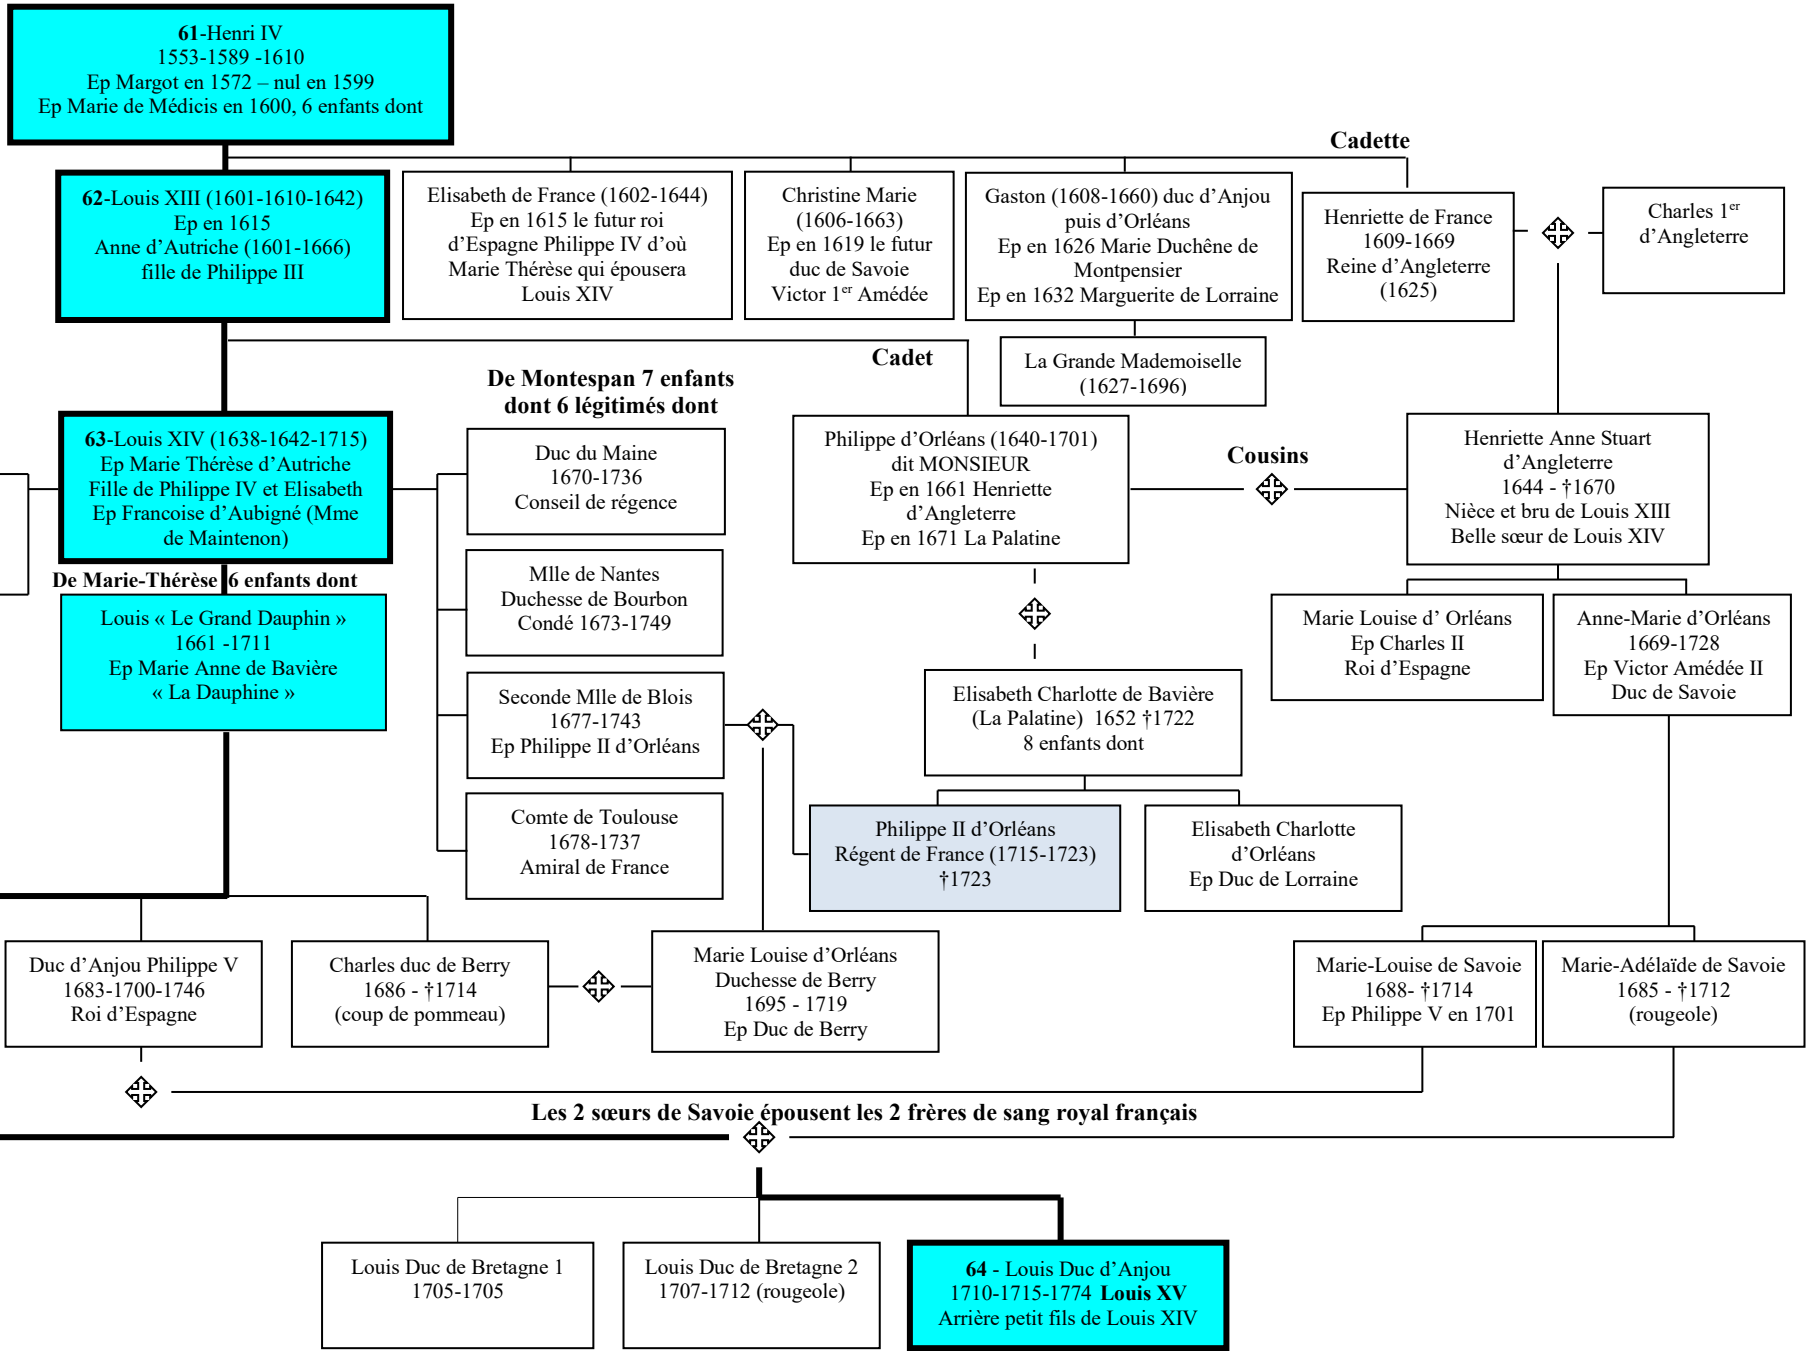 61-Henri IV
1553-1589 -1610
Ep Margot en 1572 – nul en 1599
Ep Marie de Médicis en 1600, 6 enfants dont
Cadette
62-Louis XIII (1601-1610-1642)
Ep en 1615
Anne d’Autriche (1601-1666)
fille de Philippe III
Elisabeth de France (1602-1644)
Ep en 1615 le futur roi
d’Espagne Philippe IV d’où
Marie Thérèse qui épousera
Louis XIV
Christine Marie
(1606-1663)
Ep en 1619 le futur
duc de Savoie
Victor 1er Amédée
Gaston (1608-1660) duc d’Anjou
puis d’Orléans
Ep en 1626 Marie Duchêne de
Montpensier
Ep en 1632 Marguerite de Lorraine
Henriette de France
1609-1669
Reine d’Angleterre
(1625)
Charles 1er
d’Angleterre
La Grande Mademoiselle
(1627-1696)
Cadet
De Montespan 7 enfants
dont 6 légitimés dont
63-Louis XIV (1638-1642-1715)
Ep Marie Thérèse d’Autriche
Fille de Philippe IV et Elisabeth
Ep Francoise d’Aubigné (Mme
de Maintenon)
Duc du Maine
1670-1736
Conseil de régence
Philippe d’Orléans (1640-1701)
dit MONSIEUR
Ep en 1661 Henriette
d’Angleterre
Ep en 1671 La Palatine
Cousins
Henriette Anne Stuart
d’Angleterre
1644 - †1670
Nièce et bru de Louis XIII
Belle sœur de Louis XIV
De Marie-Thérèse 6 enfants dont
Louis « Le Grand Dauphin »
1661 -1711
Ep Marie Anne de Bavière
« La Dauphine »
Mlle de Nantes
Duchesse de Bourbon
Condé 1673-1749
Marie Louise d’ Orléans
Ep Charles II
Roi d’Espagne
Anne-Marie d’Orléans
1669-1728
Ep Victor Amédée II
Duc de Savoie
Seconde Mlle de Blois
1677-1743
Ep Philippe II d’Orléans
Elisabeth Charlotte de Bavière
(La Palatine) 1652 †1722
8 enfants dont
Comte de Toulouse
1678-1737
Amiral de France
Philippe II d’Orléans
Régent de France (1715-1723)
†1723
Elisabeth Charlotte
d’Orléans
Ep Duc de Lorraine
Duc d’Anjou Philippe V
1683-1700-1746
Roi d’Espagne
Charles duc de Berry
1686 - †1714
(coup de pommeau)
Marie Louise d’Orléans
Duchesse de Berry
1695 - 1719
Ep Duc de Berry
Marie-Louise de Savoie
1688- †1714
Ep Philippe V en 1701
Marie-Adélaïde de Savoie
1685 - †1712
(rougeole)
Les 2 sœurs de Savoie épousent les 2 frères de sang royal français
Louis Duc de Bretagne 1
1705-1705
Louis Duc de Bretagne 2
1707-1712 (rougeole)
64 - Louis Duc d’Anjou
1710-1715-1774 Louis XV
Arrière petit fils de Louis XIV